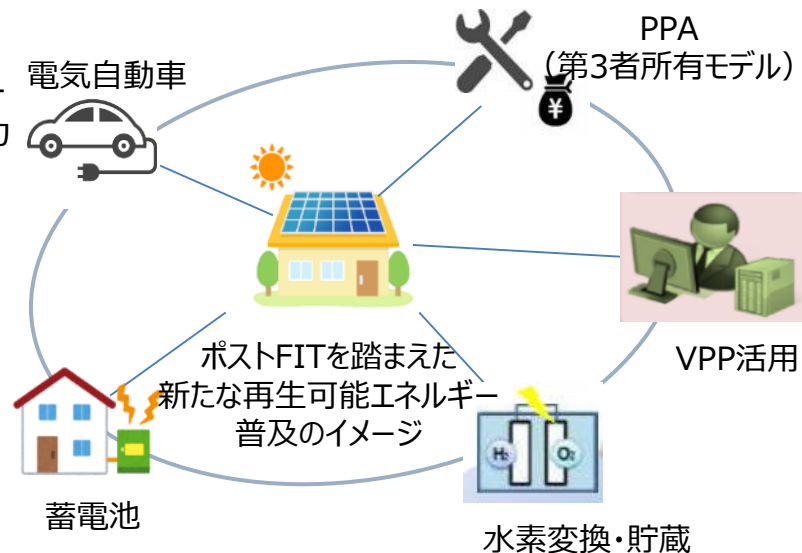 PPA
(第3者所有モデル)
電気自動車
ー
¥
VPP活用
ポストFITを踏まえた
新たな再生可能エネルギー
普及のイメージ
H₂
O₂
蓄電池
水素変換・貯蔵